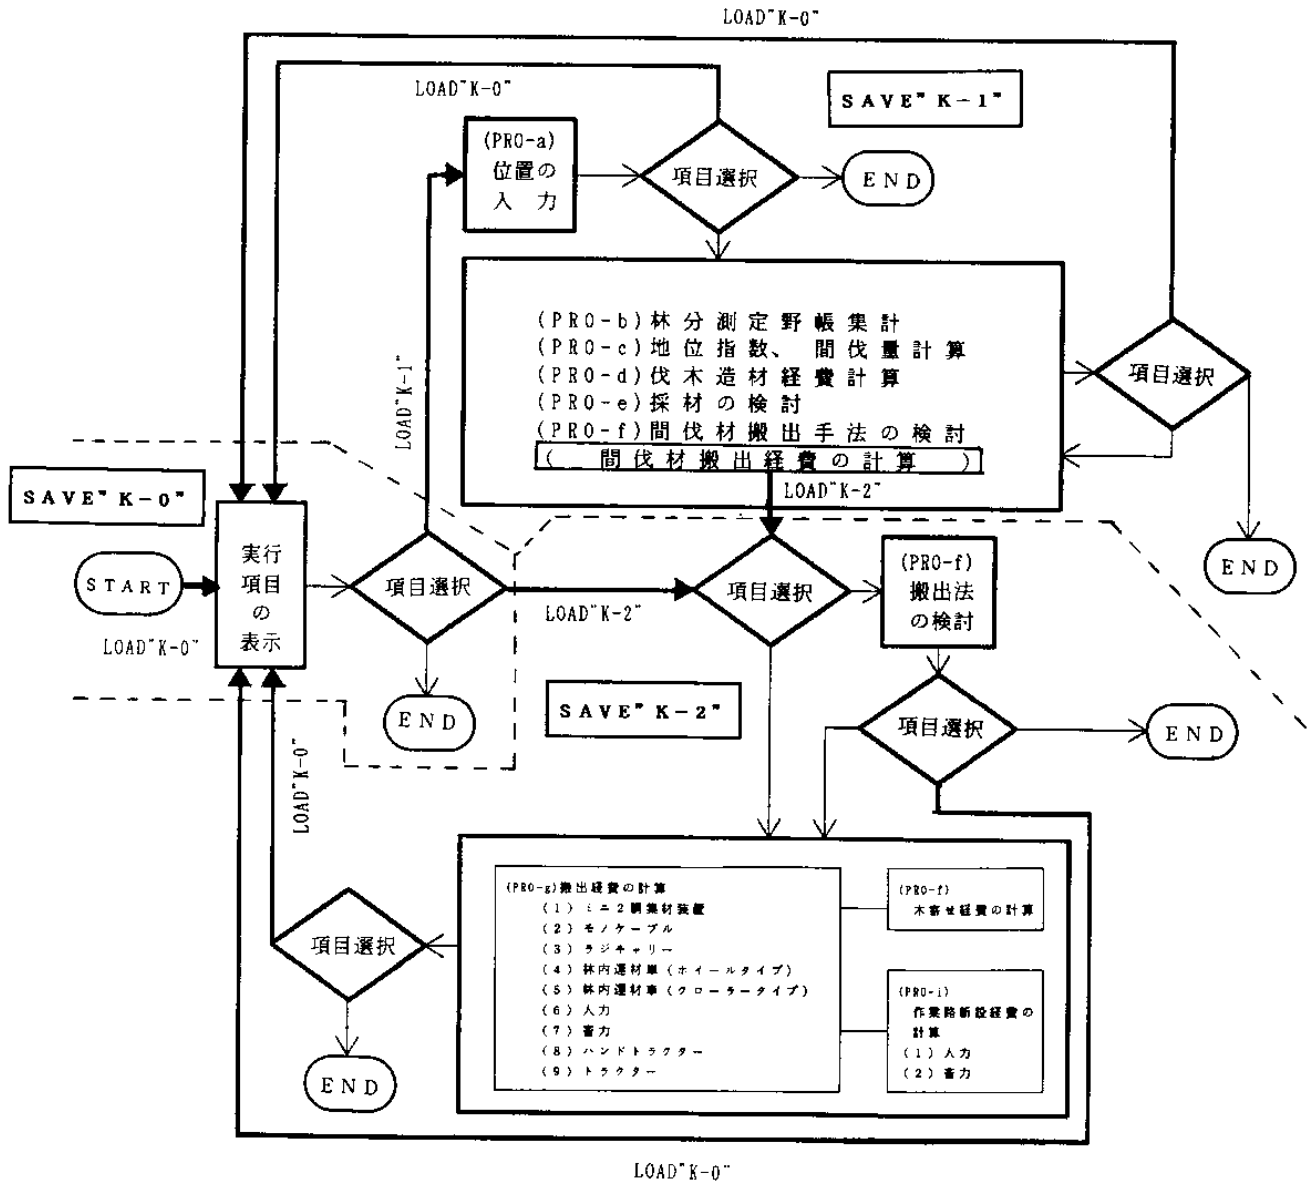 LOAD"K-0"
LOAD"K-0"
SAVE"K-1"
(PRO-a)
位置の
入 力
項目選択
END
(PRO-b)林分測定野帳集計
(PRO-c)地位指数、間伐量計算
(PRO-d)伐木造材経費計算
(PRO-e)採材の検討
(PRO-f)間伐材搬出手法の検討
( 間伐材搬出経費の計算 )
項目選択
LOAD"K-1"
LOAD"K-2"
SAVE"K-0"
START
LOAD"K-0"
実行
項目
の
表示
項目選択
END
LOAD"K-2"
項目選択
(PRO-f)
搬出法
の検討
END
SAVE"K-2"
項目選択
END
LOAD"K-0"
項目選択
END
(PRO-g)搬出経費の計算
(1)ミニ2胴集材装置
(2)モノケーブル
(3)ラジキャリー
(4)林内運材車(ホイールタイプ)
(5)林内運材車(クローラータイプ)
(6)人力
(7)畜力
(8)ハンドトラクター
(9)トラクター
(PRO-f)
木寄せ経費の計算
(PRO-i)
作業路新設経費の
計算
(1)人力
(2)畜力
LOAD"K-0"